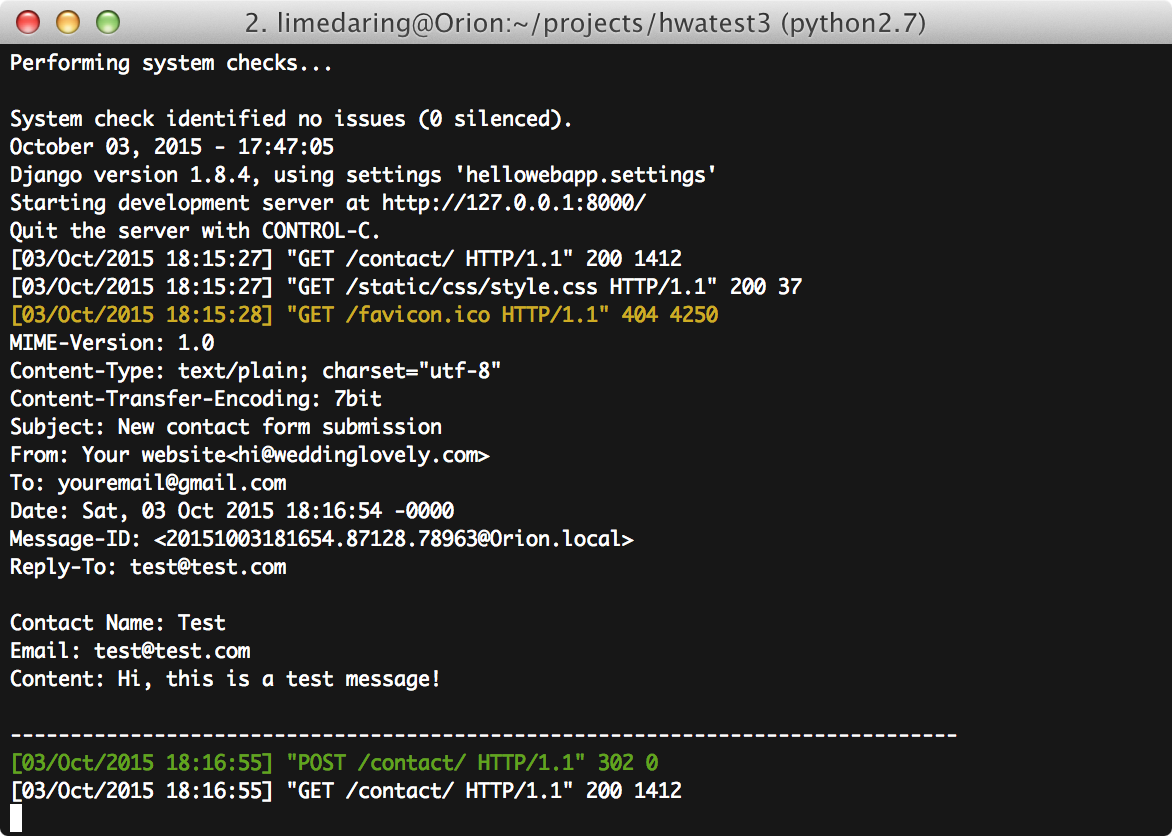 2. limedaring@Orion:~/projects/hwatest3 (python2.7)
Performing system checks...
System check identified no issues (0 silenced).
October 03, 2015 - 17:47:05
Django version 1.8.4, using settings 'hellowebapp.settings'
Starting development server at http://127.0.0.1:8000/
Quit the server with CONTROL-C.
[03/Oct/2015 18:15:27] "GET /contact/ HTTP/1.1" 200 1412
[03/Oct/2015 18:15:27] "GET /static/css/style.css HTTP/1.1" 200 37
[03/Oct/2015 18:15:28] "GET /favicon.ico HTTP/1.1" 404 4250
MIME-Version: 1.0
Content-Type: text/plain; charset="utf-8"
Content-Transfer-Encoding: 7bit
Subject: New contact form submission
From: Your website<hi@weddinglovely.com>
To: youremail@gmail.com
Date: Sat, 03 Oct 2015 18:16:54 -0000
Message-ID: <20151003181654.87128.78963@Orion.local>
Reply-To: test@test.com
Contact Name: Test
Email: test@test.com
Content: Hi, this is a test message!
-------------------------------------------------------------------------------
[03/Oct/2015 18:16:55] "POST /contact/ HTTP/1.1" 302 0
[03/Oct/2015 18:16:55] "GET /contact/ HTTP/1.1" 200 1412